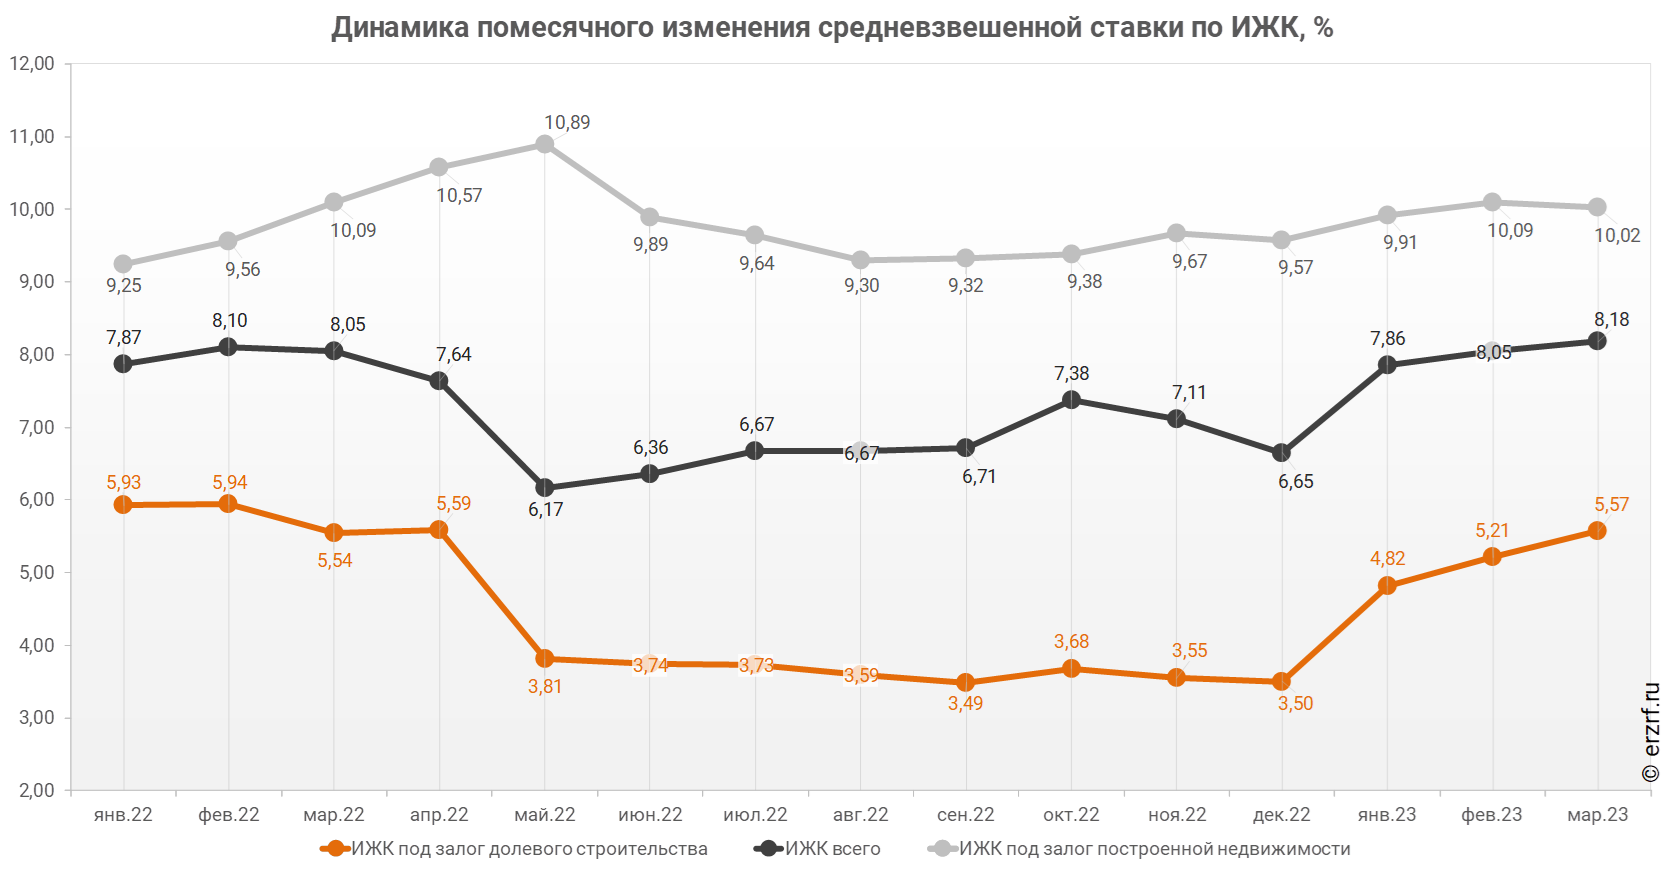 Динамика помесячного изменения средневзвешенной ставки по ИЖК, %
12,00
11,00
10,00
9,00
8,00
7,00
6,00
5,00
4,00
3,00
2,00
9,25 9,56 10,09 10,57 10,89 9,89 9,64 9,30 9,32 9,38 9,67 9,57 9,91 10,09 10,02
7,87 8,10 8,05 7,64 6,17 6,36 6,67 6,67 6,71 7,38 7,11 6,65 7,86 8,05 8,18
5,93 5,94 5,54 5,59 3,81 3,74 3,73 3,59 3,49 3,68 3,55 3,50 4,82 5,21 5,57
янв.22 фев.22 мар.22 апр.22 май.22 июн.22 июл.22 авг.22 сен.22 окт.22 ноя.22 дек.22 янв.23 фев.23 мар.23
ИЖК под залог долевого строительства ИЖК всего ИЖК под залог построенной недвижимости
© erzrf.ru